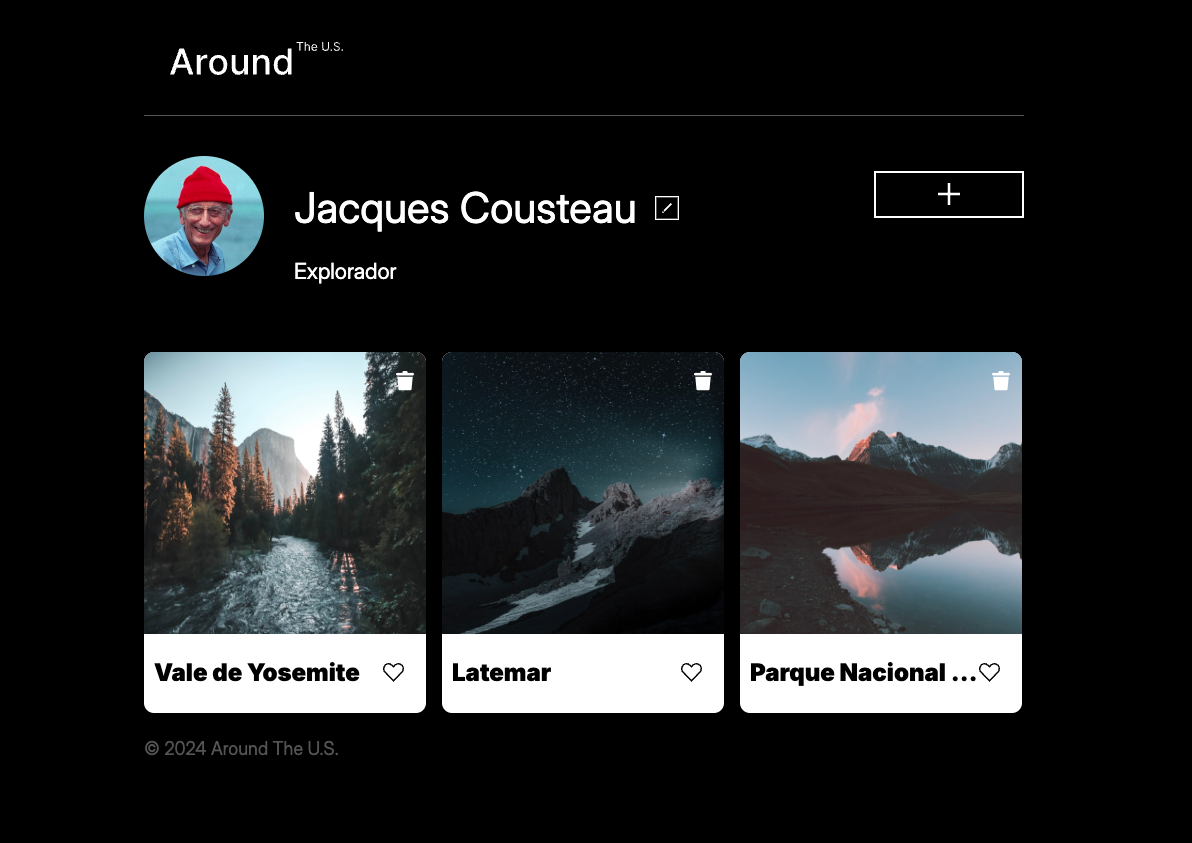 Around The U.S.
Jacques Cousteau
Explorador
Vale de Yosemite
Latemar
Parque Nacional ...
© 2024 Around The U.S.